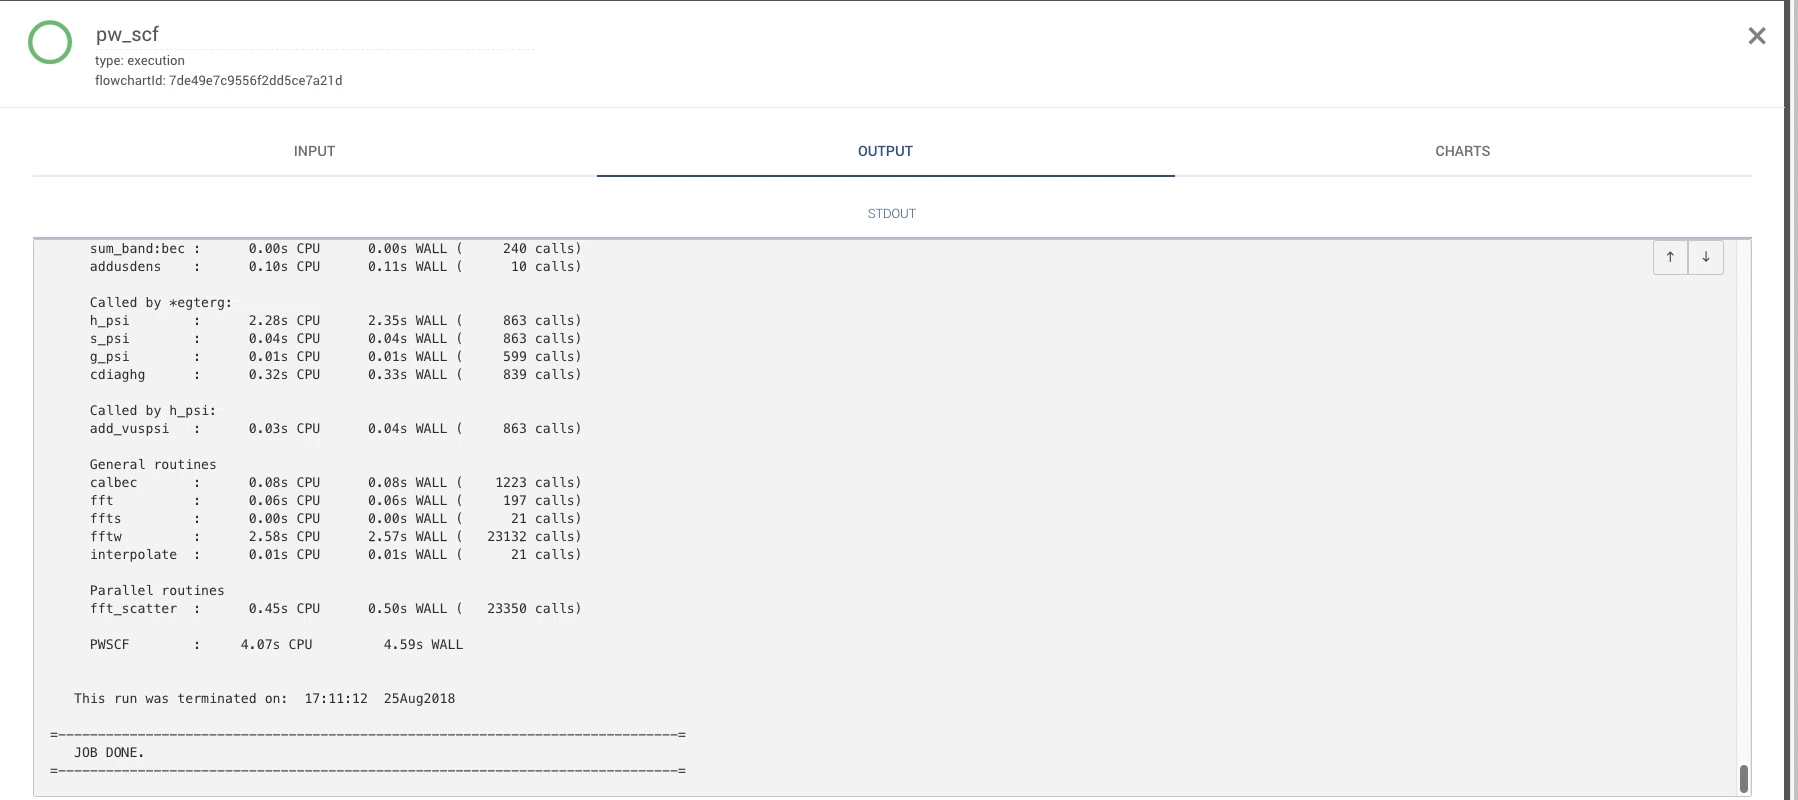 pw_scf
type: execution
flowchartId: 7de49e7c9556f2dd5ce7a21d
INPUT
OUTPUT
CHARTS
STDOUT
sum_band:bec :      0.00s CPU      0.00s WALL (     240 calls)
addusdens    :      0.10s CPU      0.11s WALL (      10 calls)
Called by *egterg:
h_psi        :      2.28s CPU      2.35s WALL (     863 calls)
s_psi        :      0.04s CPU      0.04s WALL (     863 calls)
g_psi        :      0.01s CPU      0.01s WALL (     599 calls)
cdiaghg      :      0.32s CPU      0.33s WALL (     839 calls)
Called by h_psi:
add_vuspsi   :      0.03s CPU      0.04s WALL (     863 calls)
General routines
calbec       :      0.08s CPU      0.08s WALL (    1223 calls)
fft          :      0.06s CPU      0.06s WALL (     197 calls)
ffts         :      0.00s CPU      0.00s WALL (      21 calls)
fftw         :      2.58s CPU      2.57s WALL (   23132 calls)
interpolate  :      0.01s CPU      0.01s WALL (      21 calls)
Parallel routines
fft_scatter  :      0.45s CPU      0.50s WALL (   23350 calls)
PWSCF        :     4.07s CPU         4.59s WALL
This run was terminated on:  17:11:12  25Aug2018
=------------------------------------------------------------------------------=
JOB DONE.
=------------------------------------------------------------------------------=